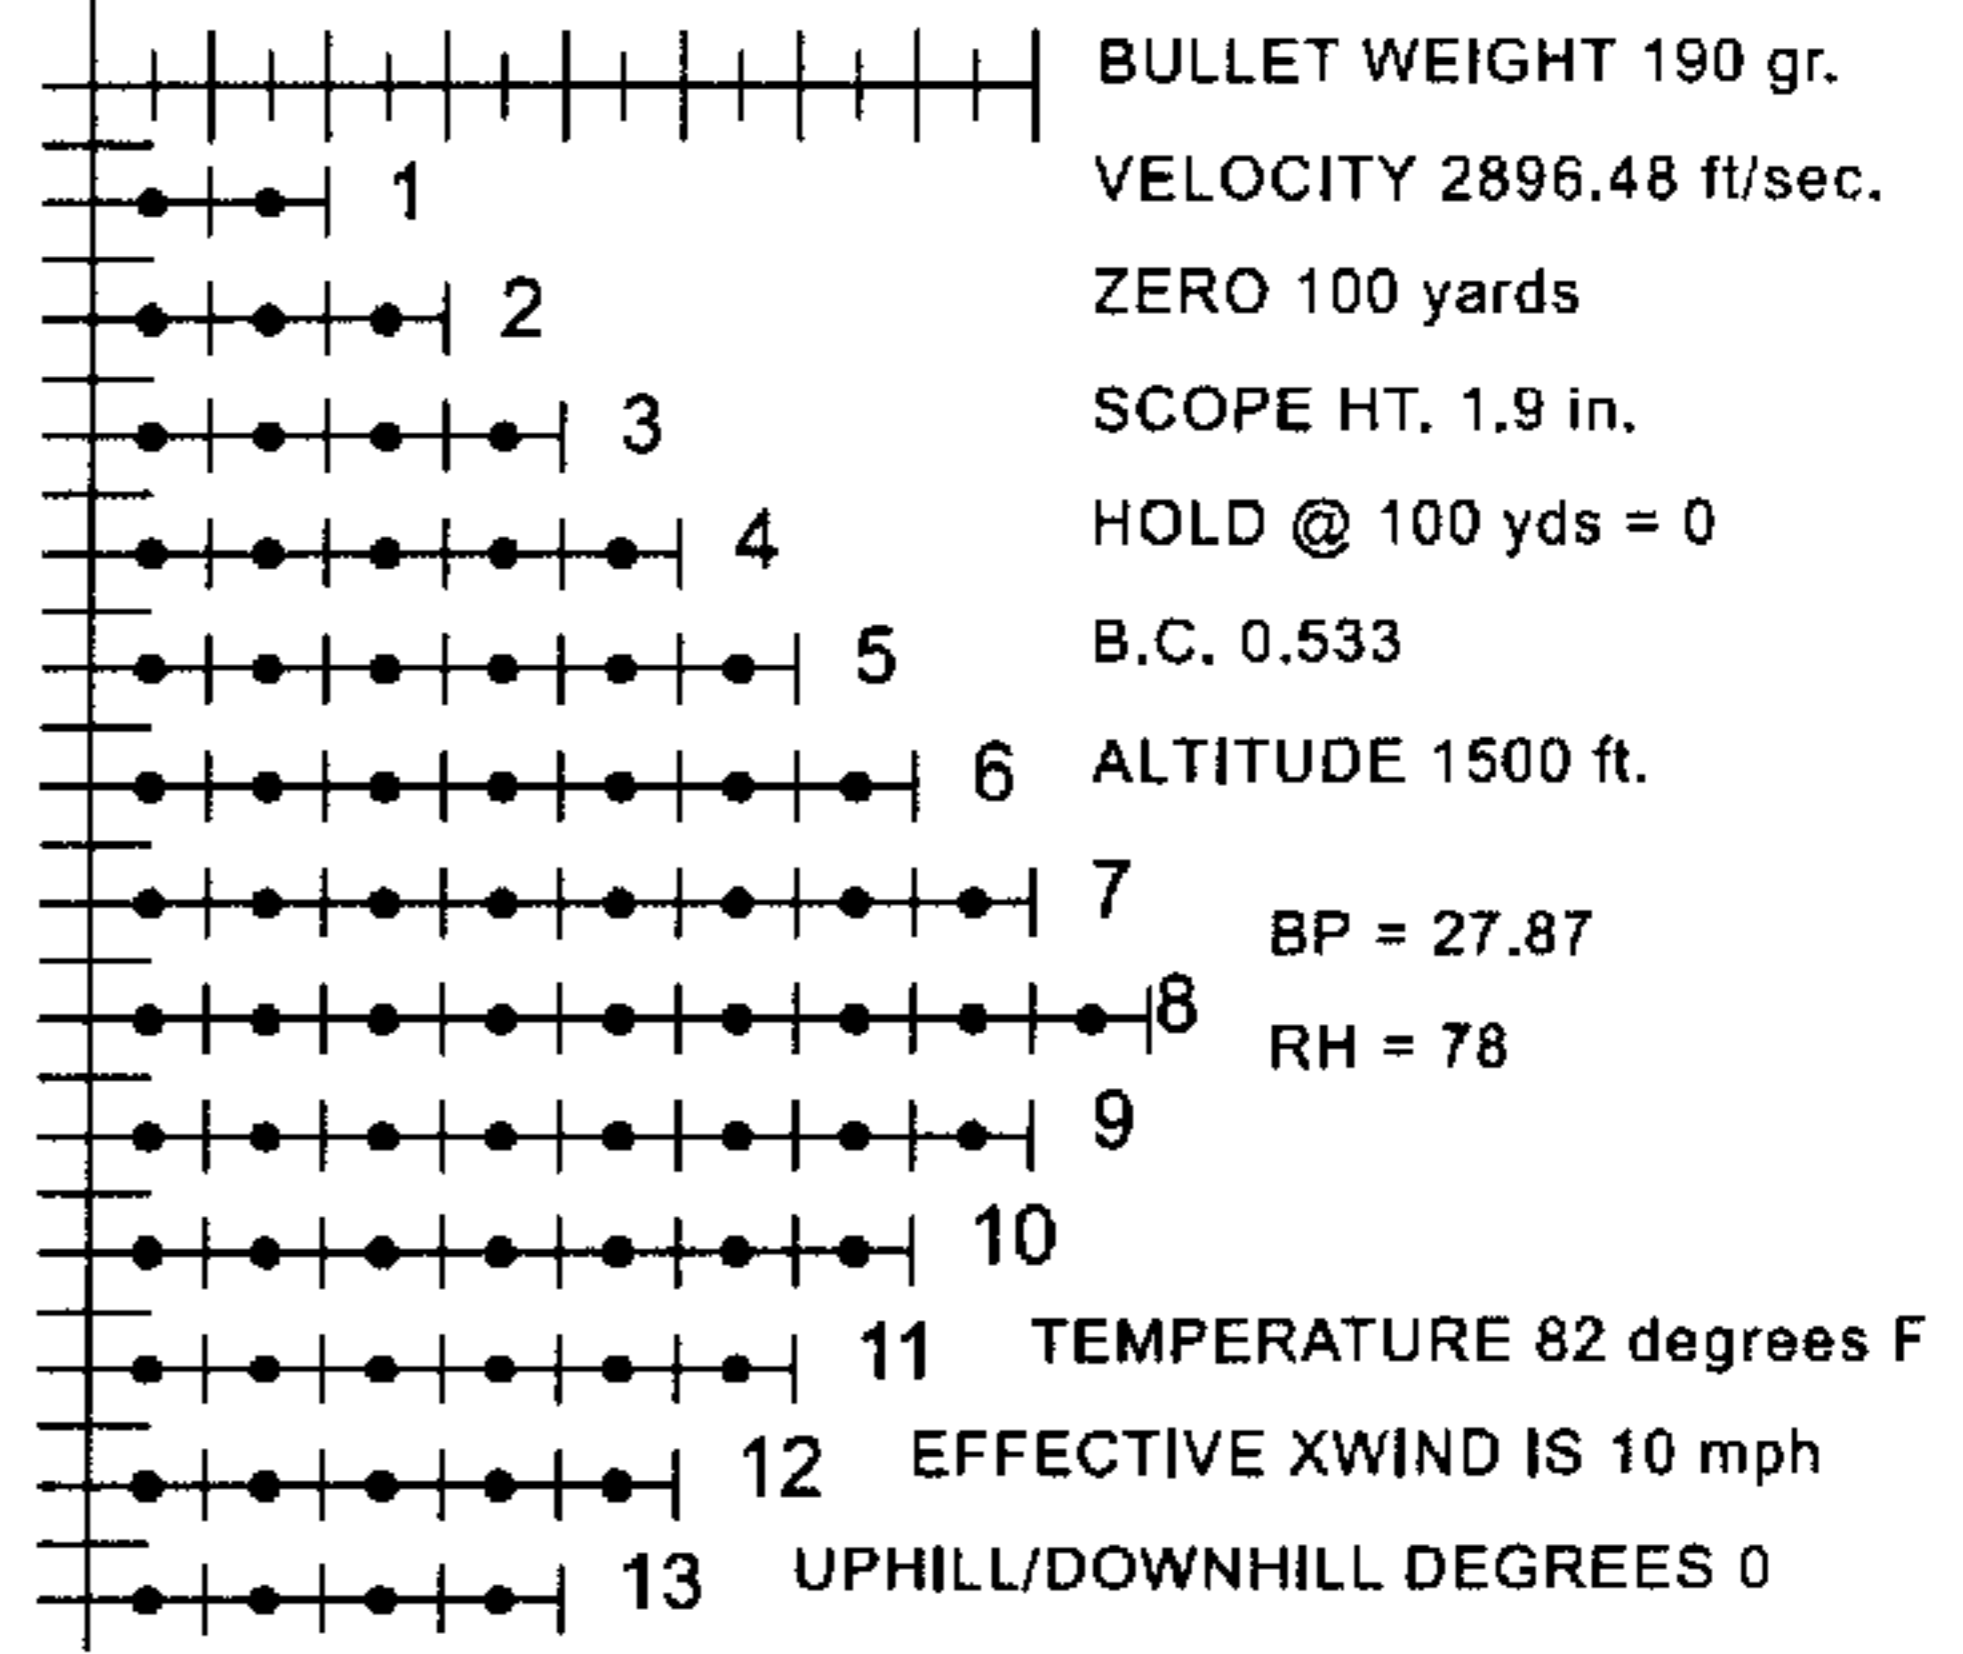 BULLET WEIGHT 190 gr.
VELOCITY 2896.48 ft/sec.
1
ZERO 100 yards
2
SCOPE HT. 1.9 in.
3
HOLD @ 100 yds = 0
4
B.C. 0.533
5
ALTITUDE 1500 ft.
6
7
BP = 27.87
8
RH = 78
9
10
11
TEMPERATURE 82 degrees F
12
EFFECTIVE XWIND IS 10 mph
13
UPHILL/DOWNHILL DEGREES 0